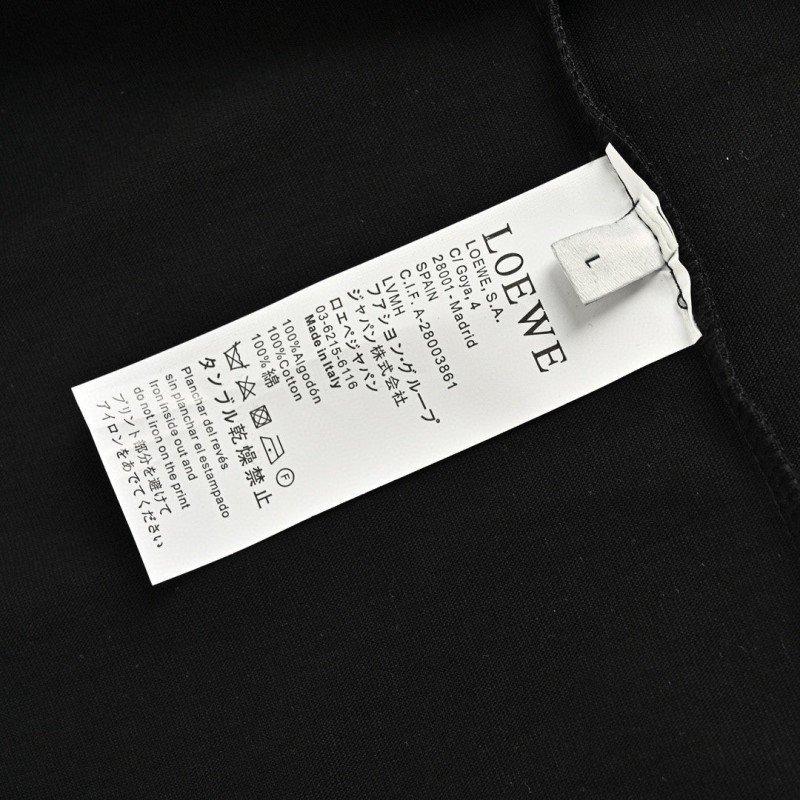 L
LOEWE
LOEWE, S.A.
C/ Goya, 4
28001 - Madrid
SPAIN
C.I.F. A-28003861
LVMH
ファション・グループ
ジャパン株式会社
ロエベジャパン
03-6215-6116
Made in Italy
100%Algodón
100%Cotton
100%綿
F
タンブル乾燥禁止
Planchar del revés
sin planchar el estampado
Iron inside out and
do not iron on the print
プリント部分を避けて
アイロンをあててください